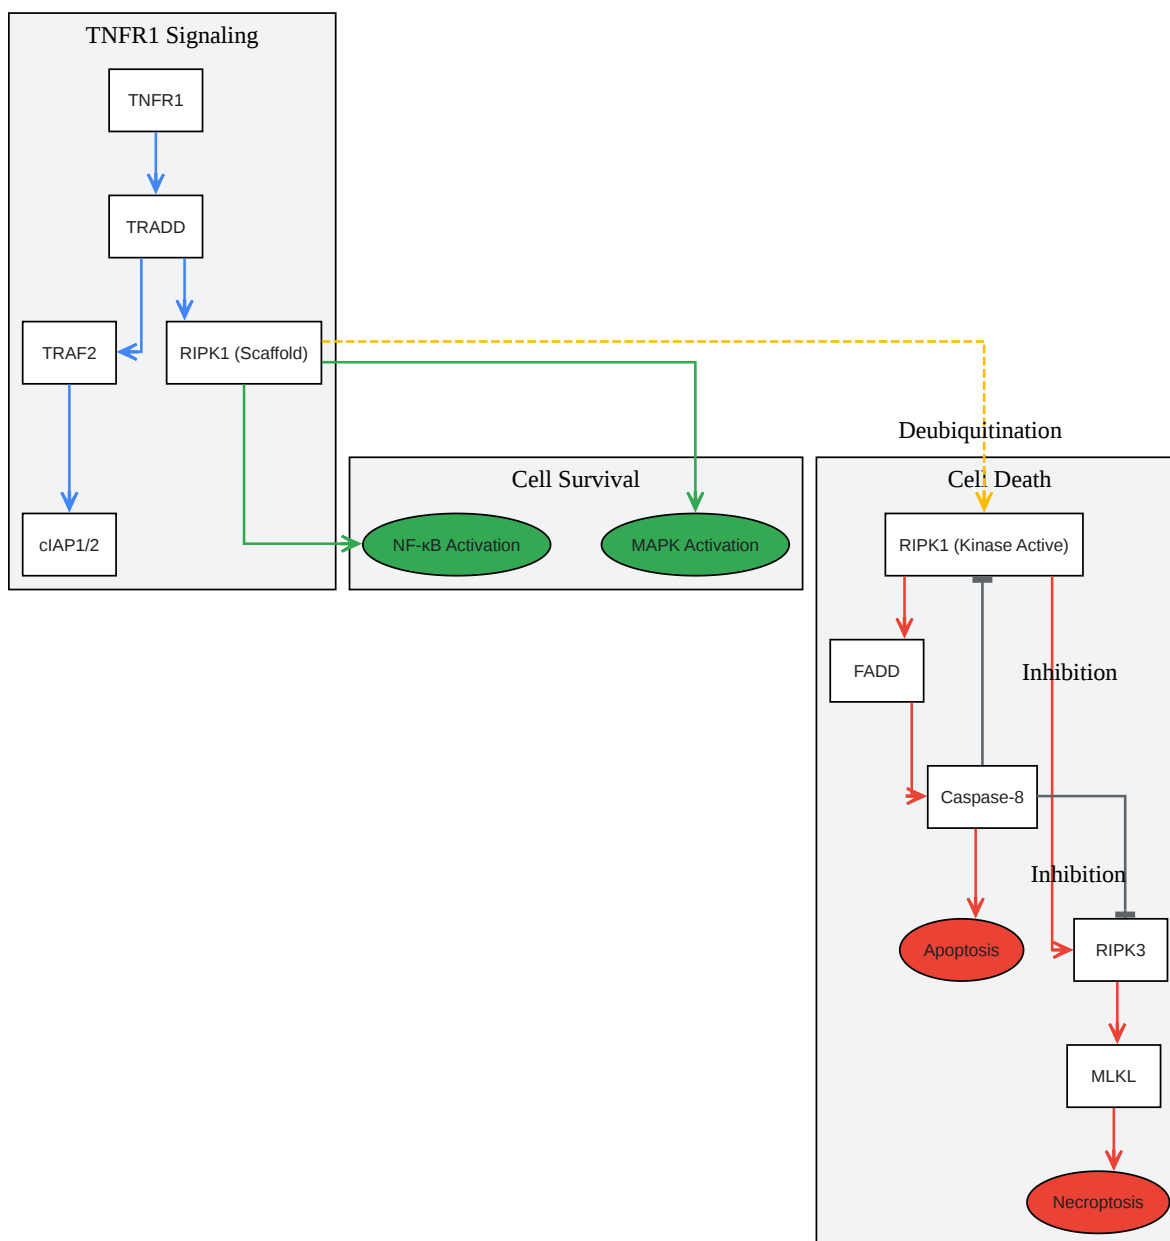 TNFR1 Signaling
TNFR1
TRADD
TRAF2
RIPK1 (Scaffold)
cIAP1/2
Deubiquitination
Cell Survival
NF-κB Activation
MAPK Activation
Cell Death
RIPK1 (Kinase Active)
FADD
Inhibition
Caspase-8
Inhibition
Apoptosis
RIPK3
MLKL
Necroptosis